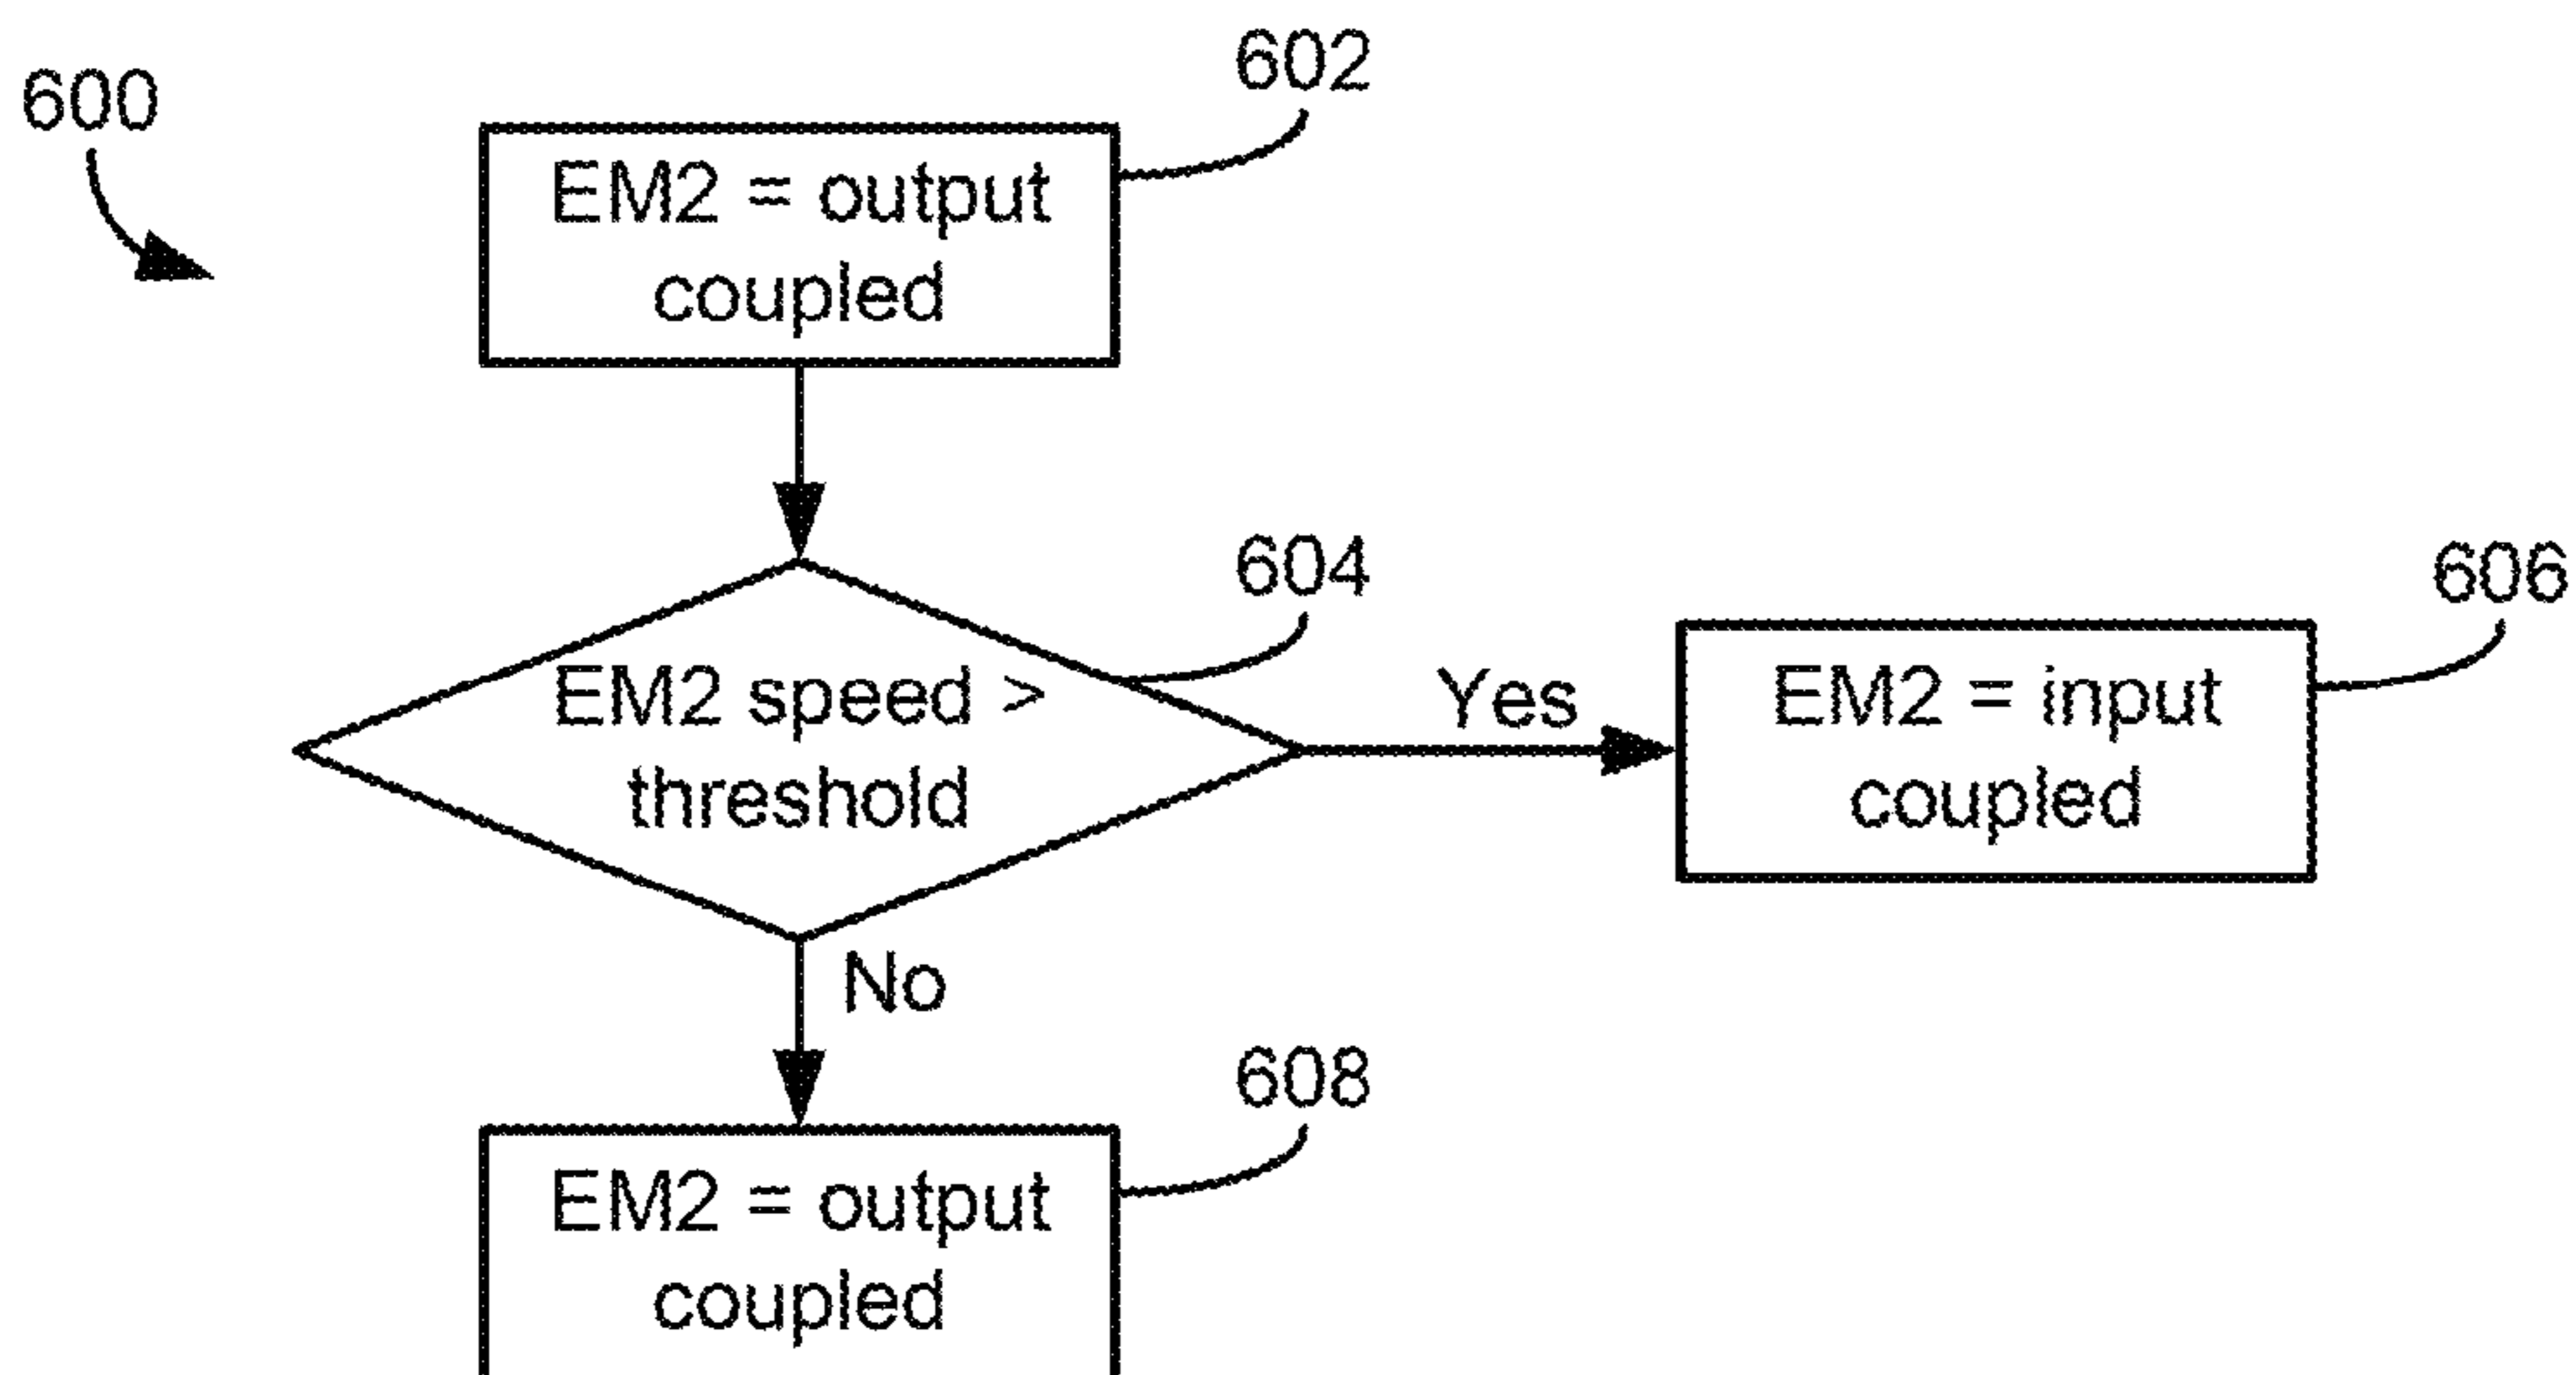 600
602
EM2 = output
coupled
604
EM2 speed >
threshold
Yes
606
EM2 = input
coupled
No
608
EM2 = output
coupled